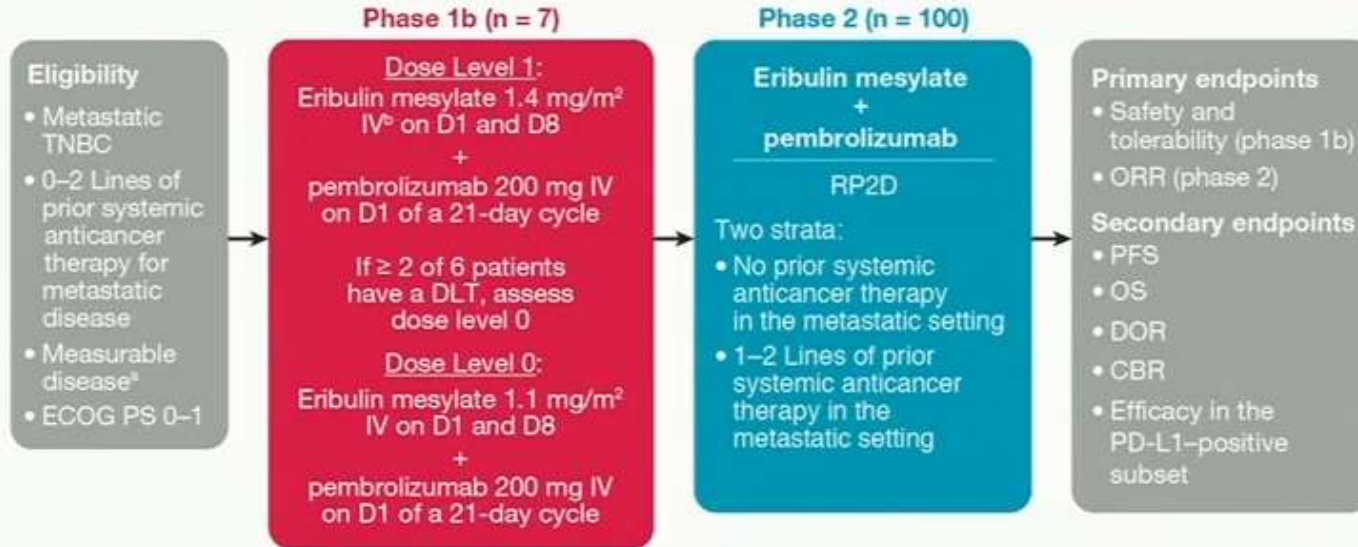 Phase 1b (n = 7)
Phase 2 (n = 100)
Eligibility
• Metastatic
TNBC
• 0–2 Lines of
prior systemic
anticancer
therapy for
metastatic
disease
• Measurable
diseaseᵃ
• ECOG PS 0–1
Dose Level 1:
Eribulin mesylate 1.4 mg/m²
IVᵇ on D1 and D8
+
pembrolizumab 200 mg IV
on D1 of a 21-day cycle
If ≥ 2 of 6 patients
have a DLT, assess
dose level 0
Dose Level 0:
Eribulin mesylate 1.1 mg/m²
IV on D1 and D8
+
pembrolizumab 200 mg IV
on D1 of a 21-day cycle
Eribulin mesylate
+
pembrolizumab
RP2D
Two strata:
• No prior systemic
anticancer therapy
in the metastatic setting
• 1–2 Lines of prior
systemic anticancer
therapy in the
metastatic setting
Primary endpoints
• Safety and
tolerability (phase 1b)
• ORR (phase 2)
Secondary endpoints
• PFS
• OS
• DOR
• CBR
• Efficacy in the
PD-L1–positive
subset